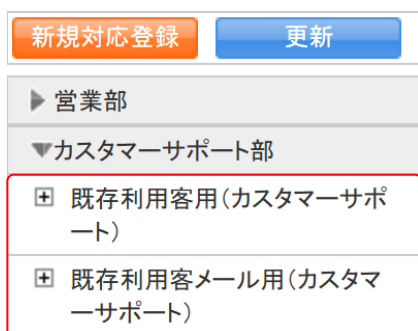 新規対応登録 更新
営業部
カスタマーサポート部
既存利用客用(カスタマーサポ
ート)
既存利用客メール用(カスタマ
ーサポート)